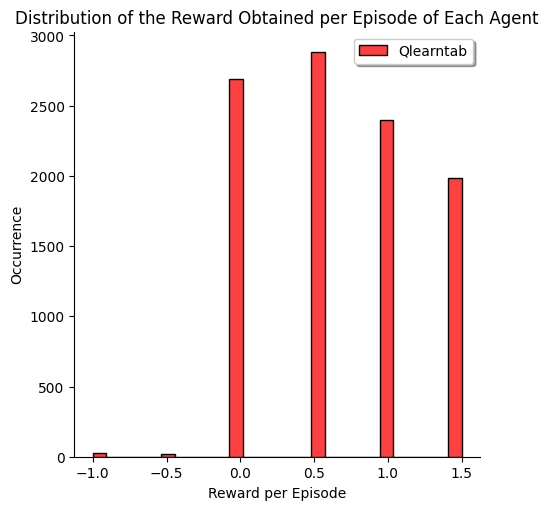 Distribution of the Reward Obtained per Episode of Each Agent
Qlearntab
3000
2500
2000
1500
1000
500
0
Occurrence
−1.0 −0.5 0.0 0.5 1.0 1.5
Reward per Episode